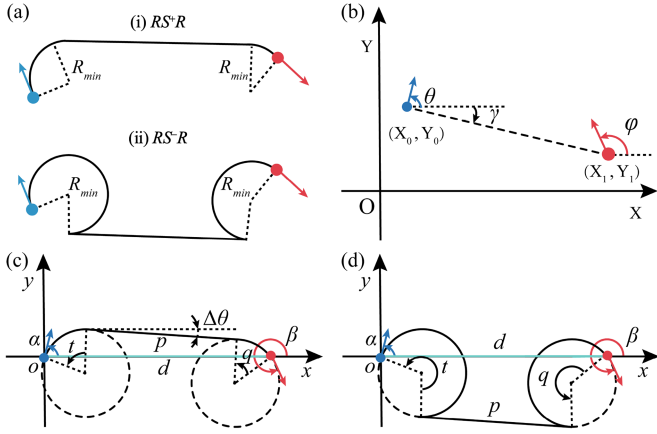 (a)
(i) RS⁺R
R_min
R_min
(ii) RS⁻R
R_min
R_min
(b)
Y
θ
γ
φ
(X₀, Y₀)
(X₁, Y₁)
O
X
(c)
y
Δθ
α
t
p
q
β
o
d
x
(d)
y
α
d
β
o
t
q
x
p